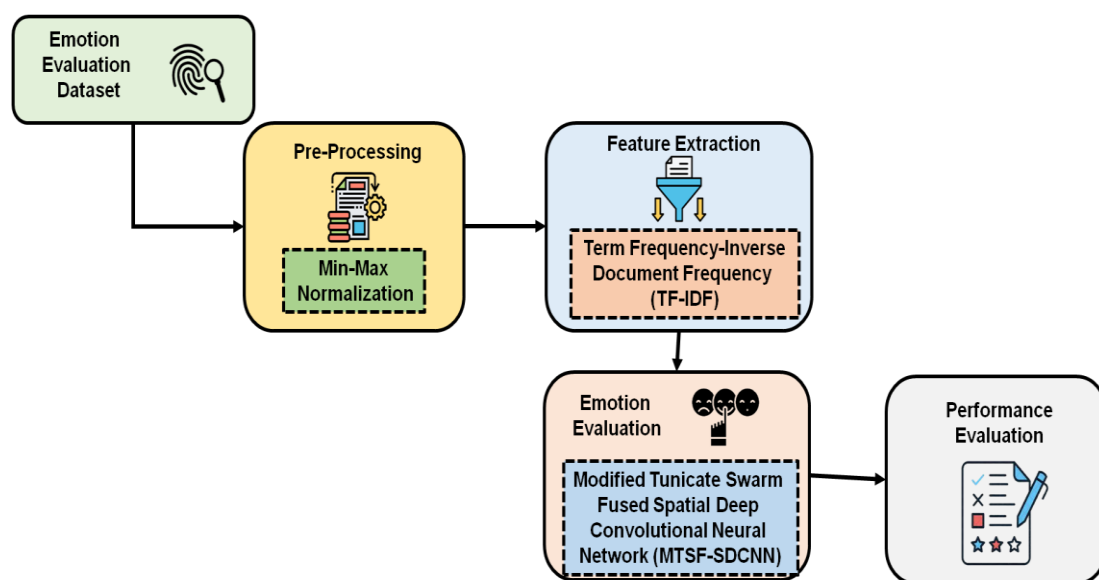 Emotion
Evaluation
Dataset
Pre-Processing
Min-Max
Normalization
Feature Extraction
Term Frequency-Inverse
Document Frequency
(TF-IDF)
Emotion
Evaluation
Modified Tunicate Swarm
Fused Spatial Deep
Convolutional Neural
Network (MTSF-SDCNN)
Performance
Evaluation